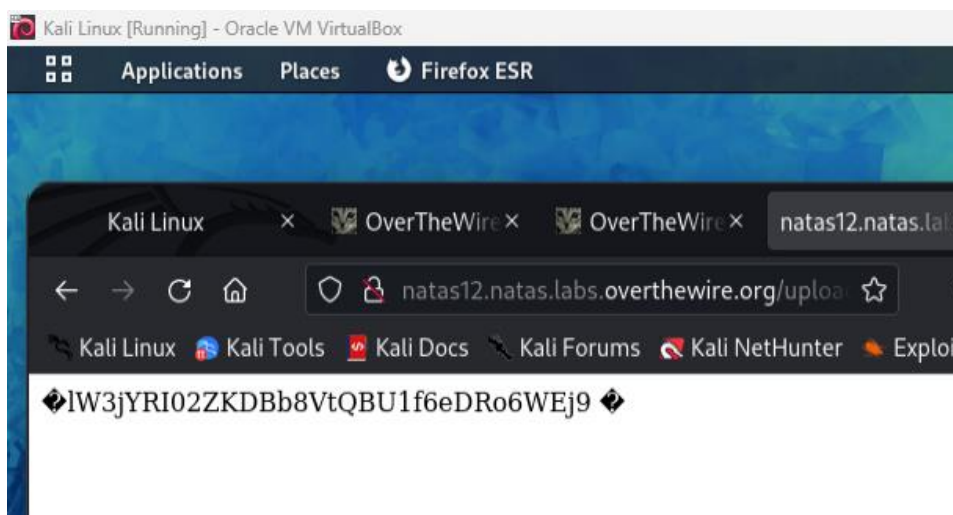 Kali Linux [Running] - Oracle VM VirtualBox
Applications Places Firefox ESR
Kali Linux × OverTheWire × OverTheWire × natas12.natas.la
natas12.natas.labs.overthewire.org/uploa
Kali Linux Kali Tools Kali Docs Kali Forums Kali NetHunter Exploi
�lW3jYRI02ZKDBb8VtQBU1f6eDRo6WEj9 �